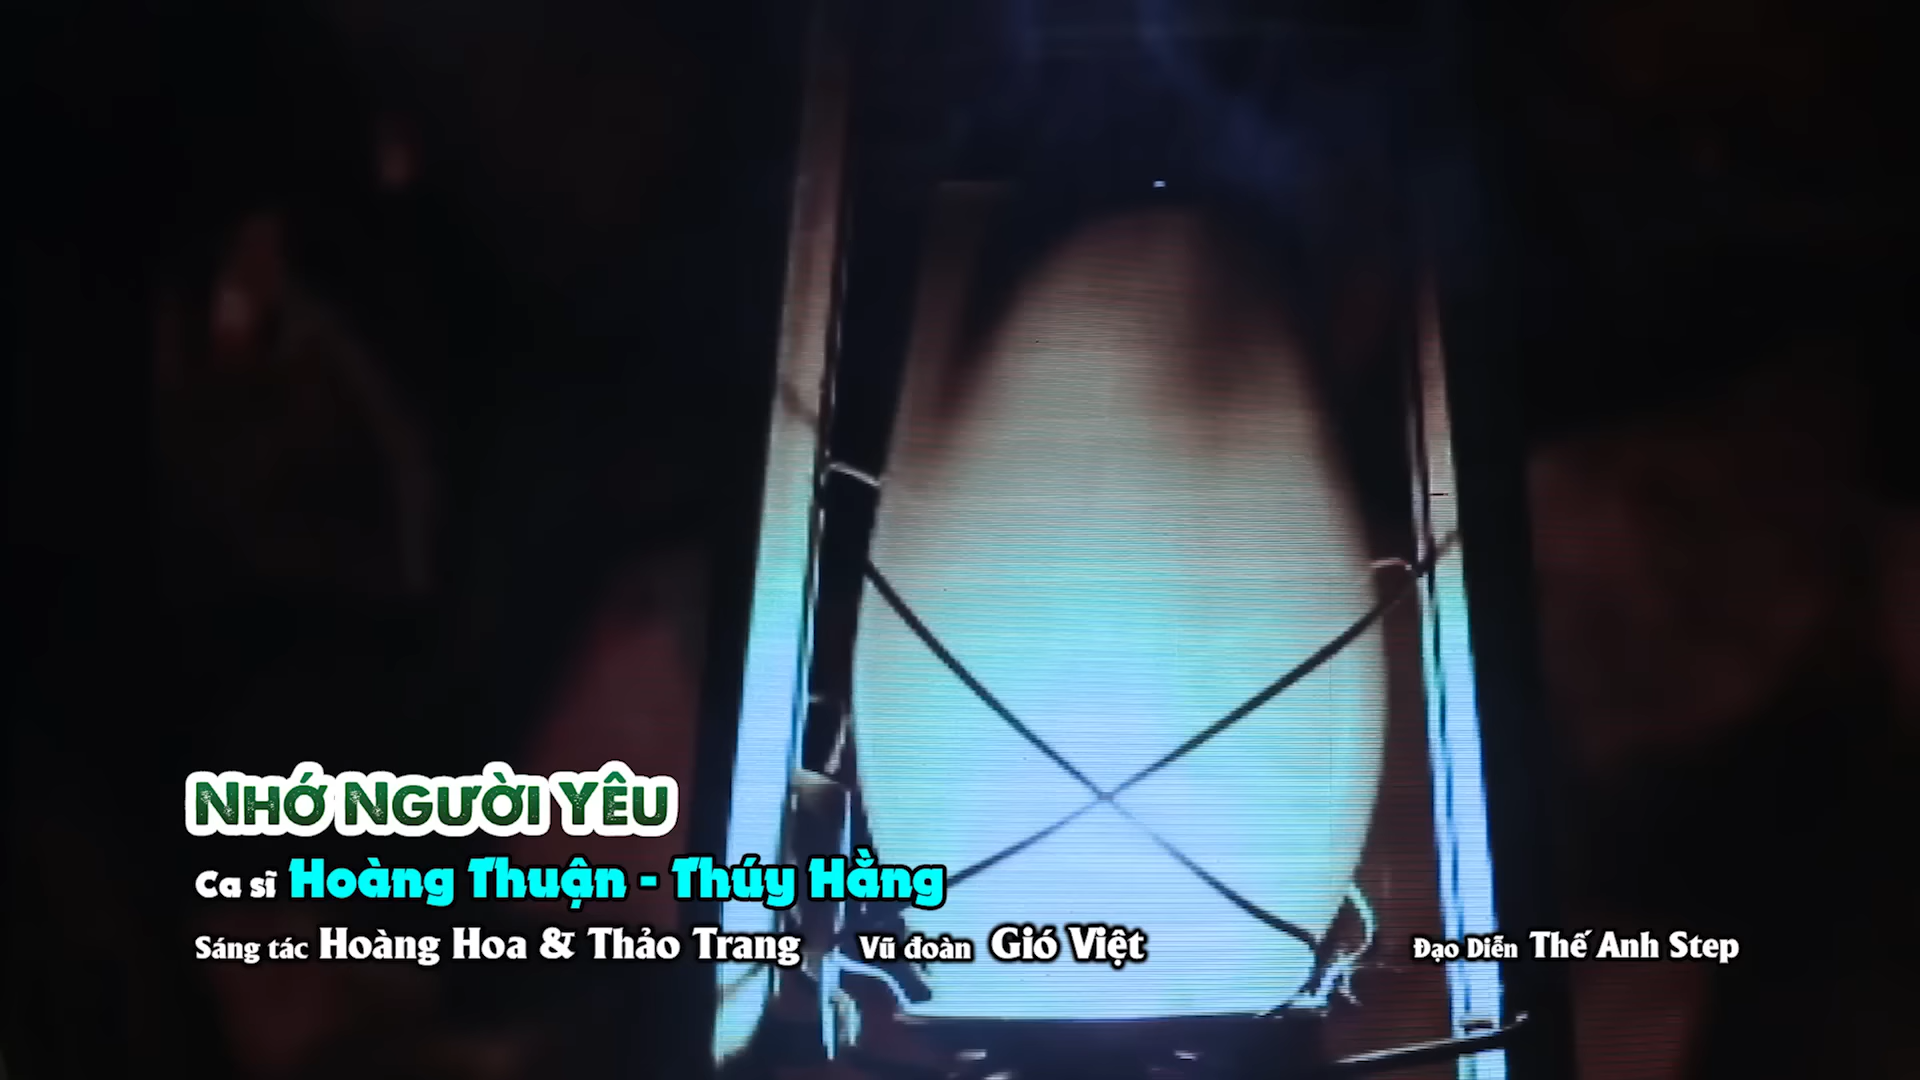 NHỚ NGƯỜI YÊU
Ca sĩ Hoàng Thuận - Thúy Hằng
Sáng tác Hoàng Hoa & Thảo Trang Vũ đoàn Gió Việt Đạo Diễn Thế Anh Step